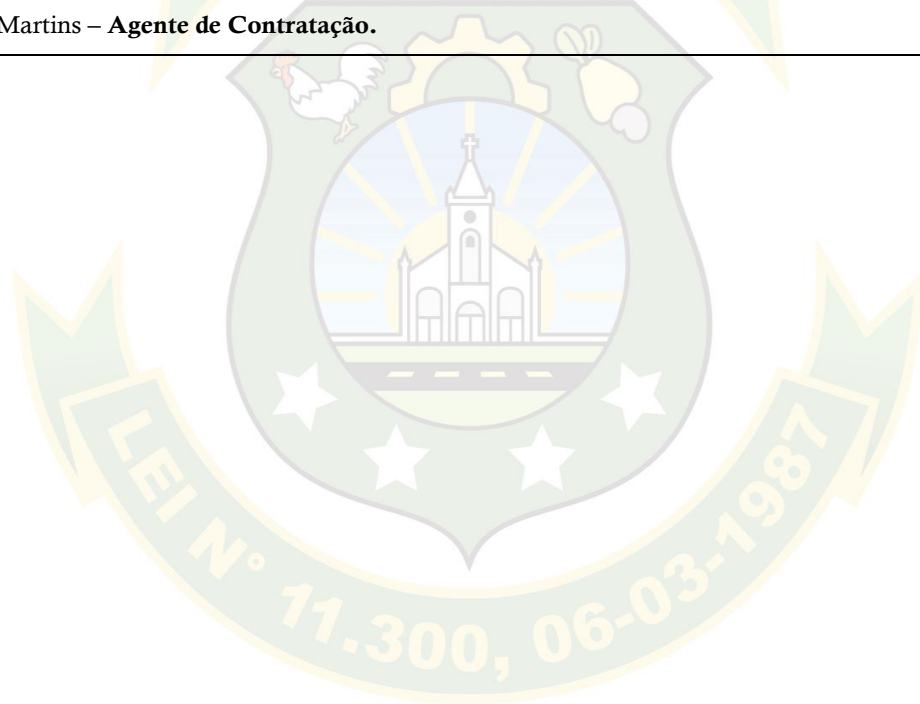 Martins – Agente de Contratação.
LEI Nº 11.300, 06-03-1987